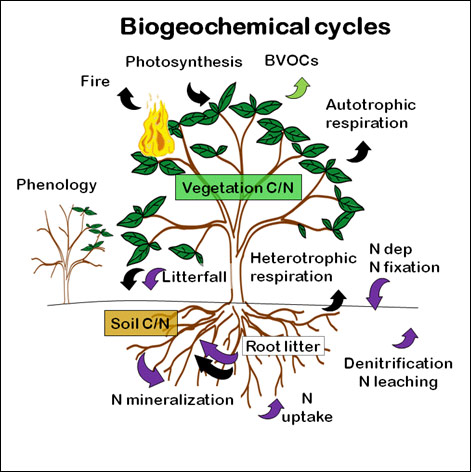 Biogeochemical cycles
Photosynthesis
BVOCs
Fire
Autotrophic
respiration
Phenology
Vegetation C/N
Litterfall
Heterotrophic
respiration
N dep
N fixation
Soil C/N
Root litter
Denitrification
N leaching
N mineralization
N
uptake